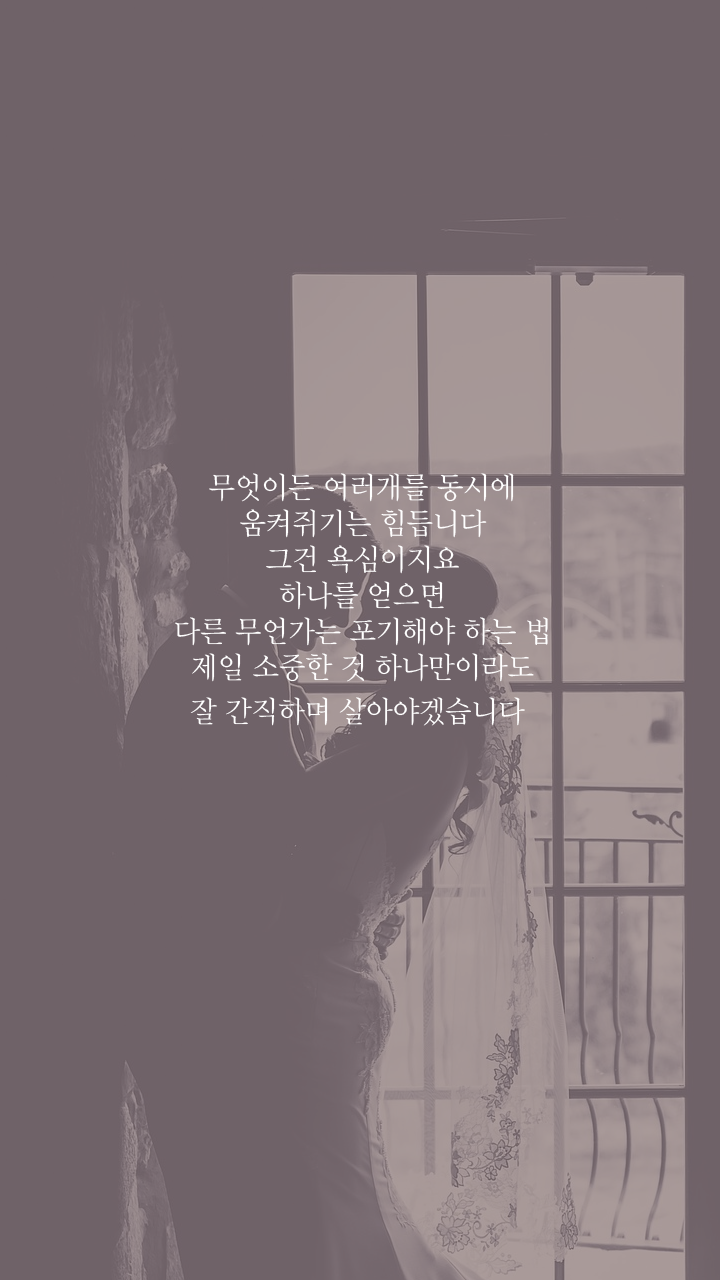 무엇이든 여러개를 동시에
움켜쥐기는 힘듭니다
그건 욕심이지요
하나를 얻으면
다른 무언가는 포기해야 하는 법
제일 소중한 것 하나만이라도
잘 간직하며 살아야겠습니다